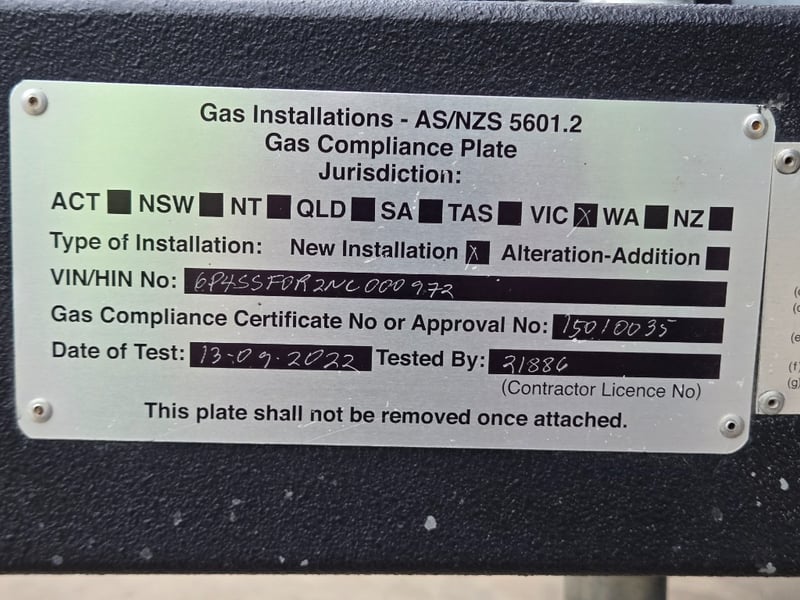 Gas Installations - AS/NZS 5601.2
Gas Compliance Plate
Jurisdiction:
ACT NSW NT QLD SA TAS VIC X WA NZ
Type of Installation: New Installation X Alteration-Addition
VIN/HIN No: 6P4SSF0R2NC000972
Gas Compliance Certificate No or Approval No: 15010035
Date of Test: 13-09-2022 Tested By: 21886
(Contractor Licence No)
This plate shall not be removed once attached.
(e
(f)
(g)